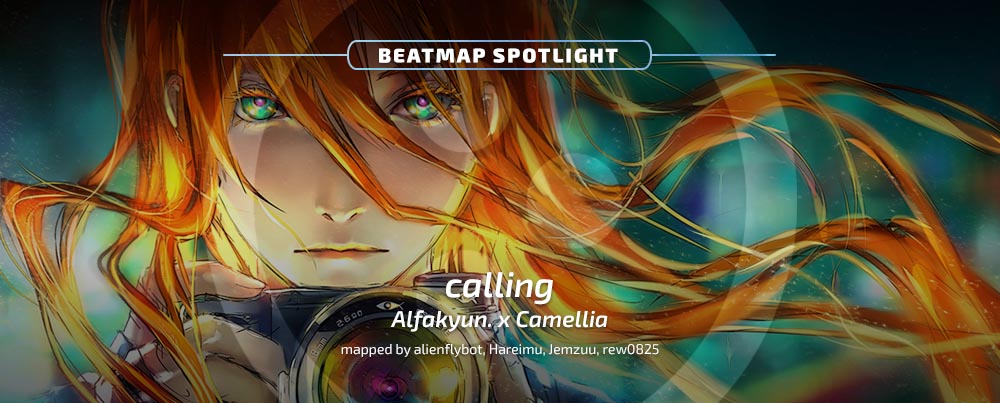 BEATMAP SPOTLIGHT
calling
Alfakyun. x Camellia
mapped by alienflybot, Hareimu, Jemzuu, rew0825